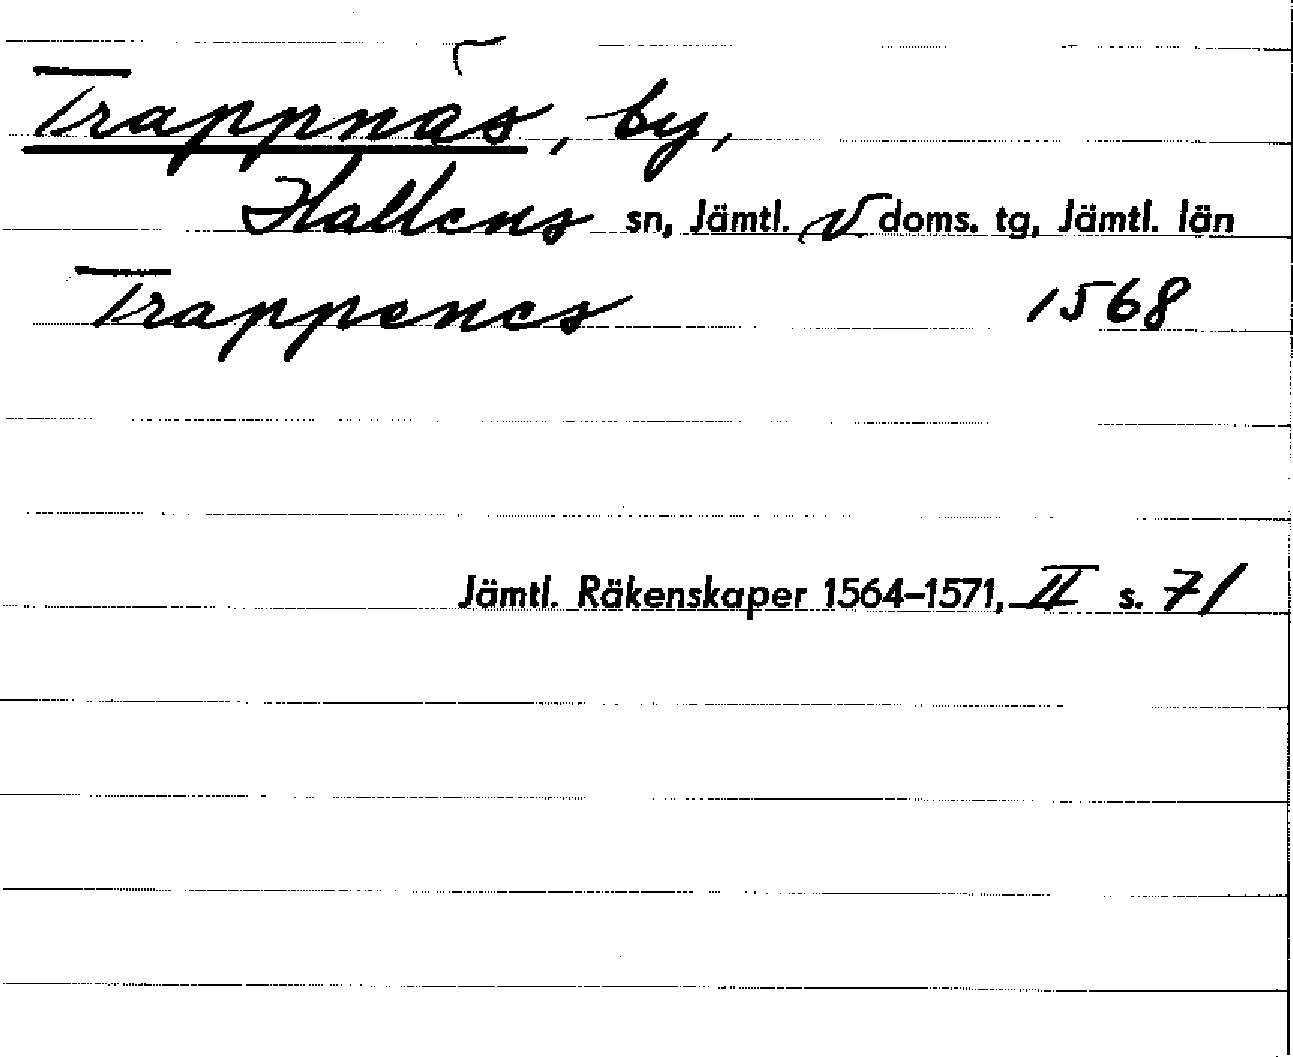 Trappnäs, by,
Hallens sn, Jämtl. V doms. tg, Jämtl. län
Trappenes 1568
Jämtl. Räkenskaper 1564–1571, II s. 71